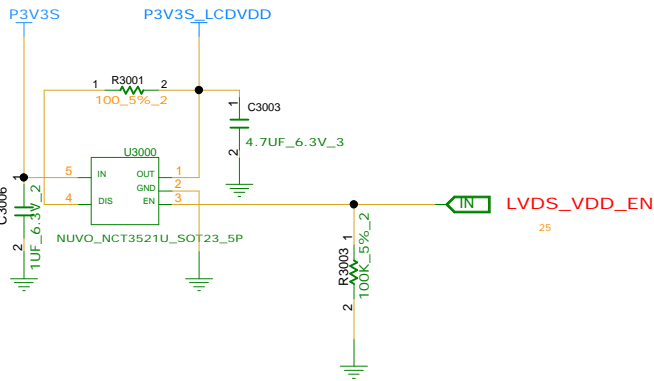 P3V3S
P3V3S_LCDVDD
1
R3001
2
100_5%_2
1
C3003
2
4.7UF_6.3V_3
U3000
5
IN
OUT
1
GND
2
4
DIS
EN
3
NUVO_NCT3521U_SOT23_5P
1
C3006
2
1UF_6.3V_2
IN
LVDS_VDD_EN
25
1
R3003
2
100K_5%_2